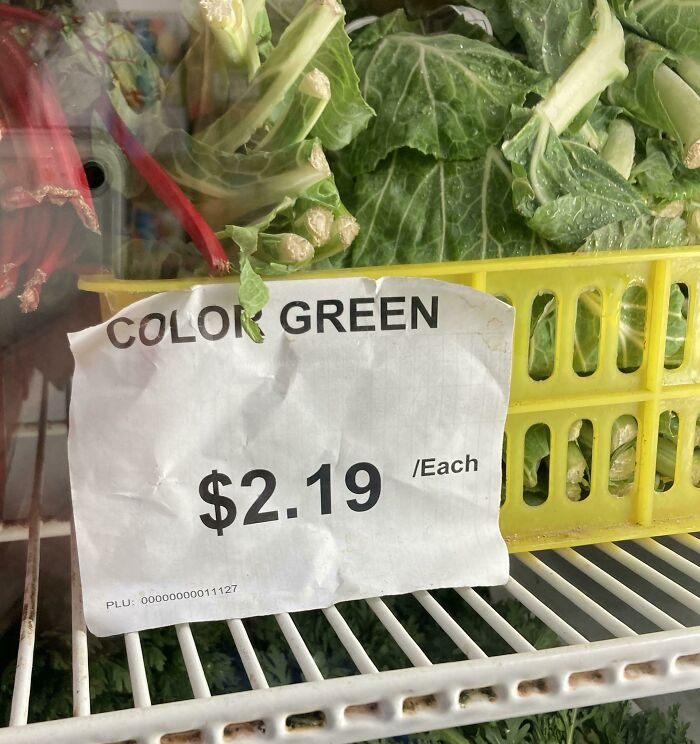 COLOR GREEN
$2.19 /Each
PLU: 00000000011127